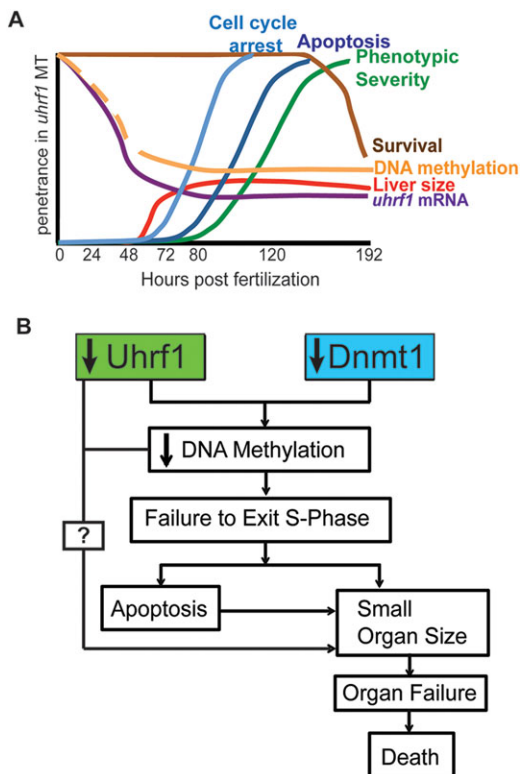 A
Cell cycle
arrest
Apoptosis
Phenotypic
Severity
penetrance in uhrf1 MT
Survival
DNA methylation
Liver size
uhrf1 mRNA
0 24 48 72 80 120 192
Hours post fertilization
B
Uhrf1
Dnmt1
DNA Methylation
Failure to Exit S-Phase
?
Apoptosis
Small
Organ Size
Organ Failure
Death